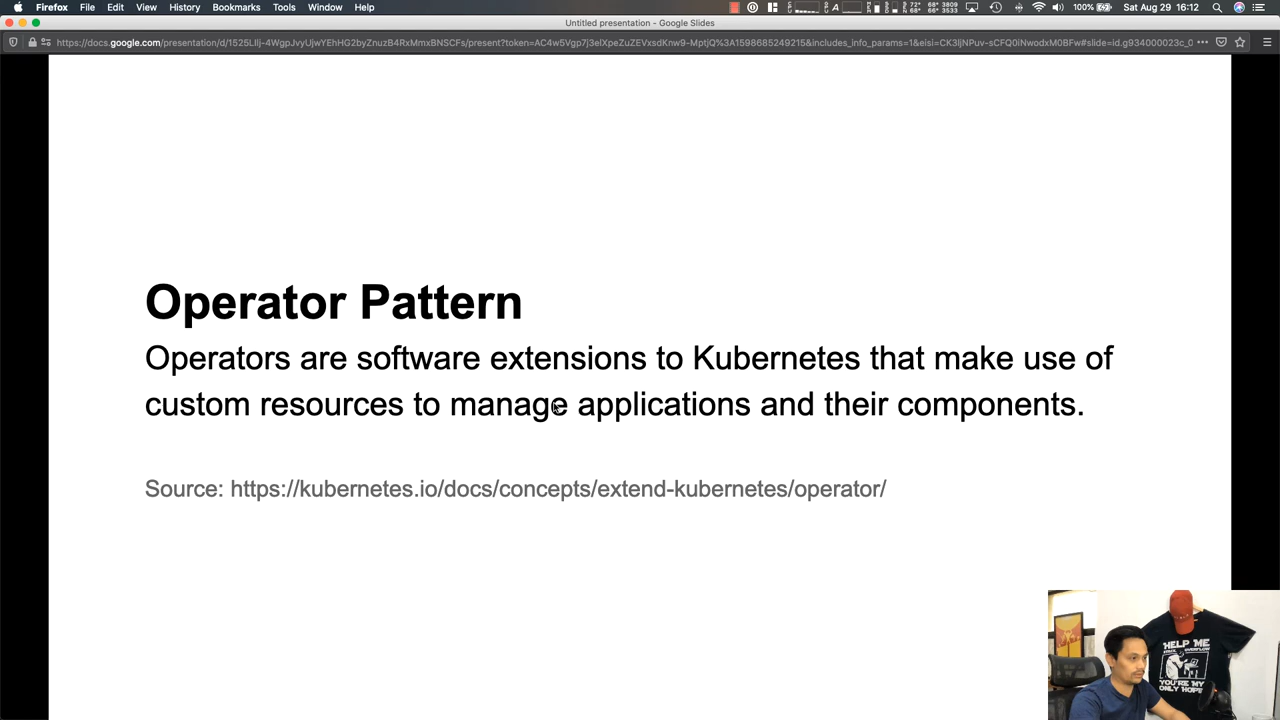 Firefox File Edit View History Bookmarks Tools Window Help
100% Sat Aug 29 16:12
Untitled presentation - Google Slides
Operator Pattern
Operators are software extensions to Kubernetes that make use of
custom resources to manage applications and their components.
Source: https://kubernetes.io/docs/concepts/extend-kubernetes/operator/
HELP ME
STACK OVERFLOW
YOU'RE MY
ONLY HOPE